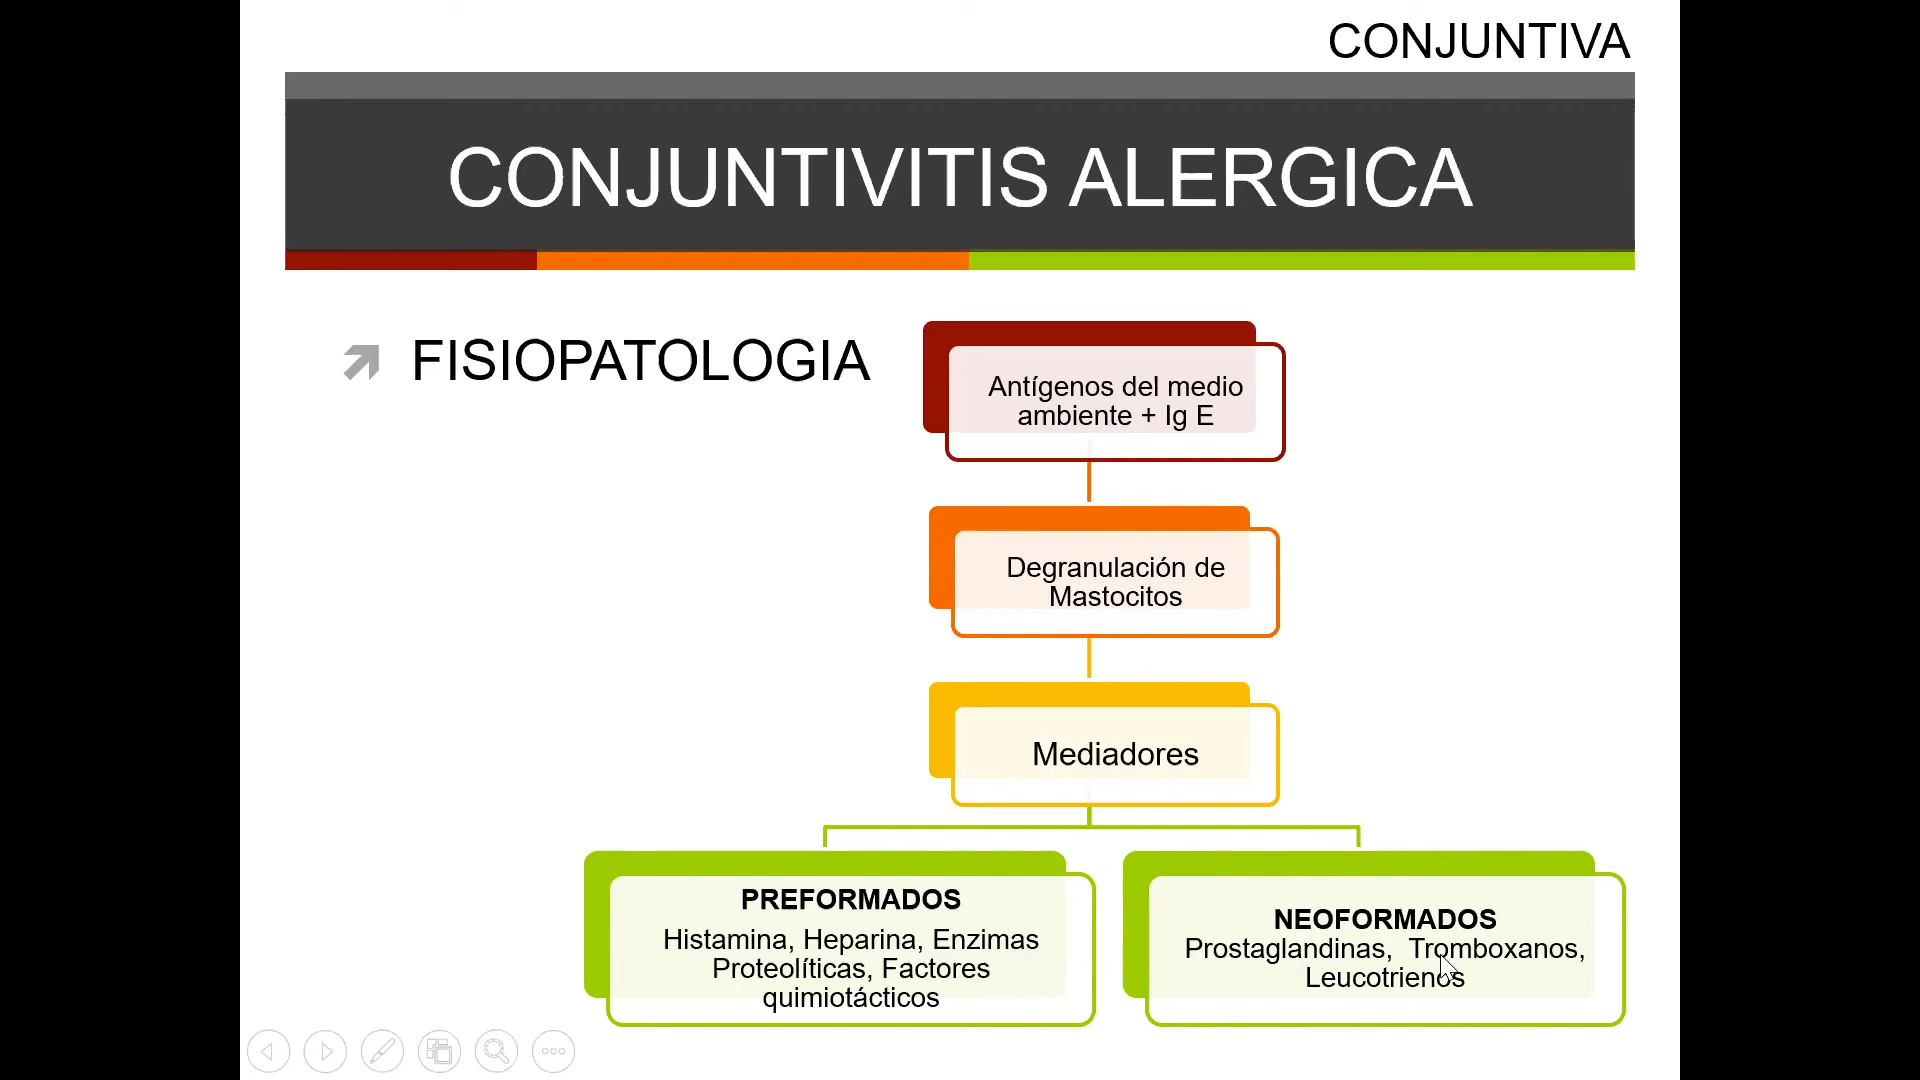 CONJUNTIVA
CONJUNTIVITIS ALERGICA
FISIOPATOLOGIA
Antígenos del medio
ambiente + Ig E
Degranulación de
Mastocitos
Mediadores
PREFORMADOS
Histamina, Heparina, Enzimas
Proteolíticas, Factores
quimiotácticos
NEOFORMADOS
Prostaglandinas, Tromboxanos,
Leucotrienos